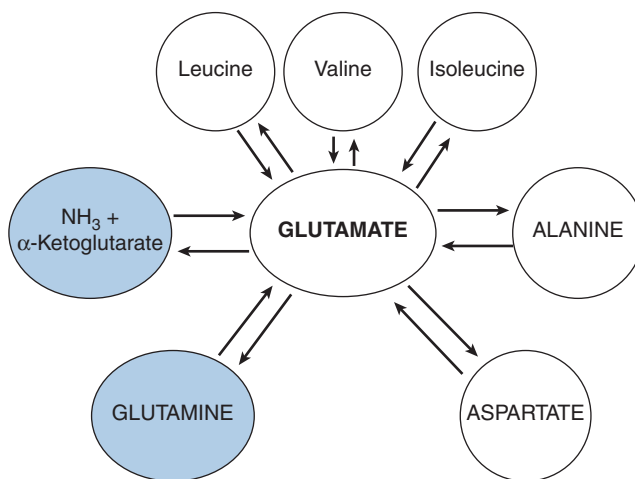 Leucine
Valine
Isoleucine
NH₃ +
α-Ketoglutarate
GLUTAMATE
ALANINE
GLUTAMINE
ASPARTATE